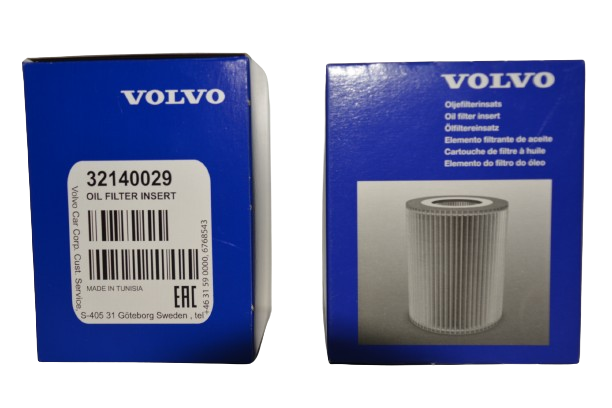 VOLVO
32140029
OIL FILTER INSERT
MADE IN TUNISIA
EAC
Volvo Car Corp. Cust. Service,
S-405 31 Göteborg Sweden , tel
+46 31 59 0000, 6768543
VOLVO
Oljefilterinsats
Oil filter insert
Ölfiltereinsatz
Elemento filtrante de aceite
Cartouche de filtre à huile
Elemento do filtro do óleo